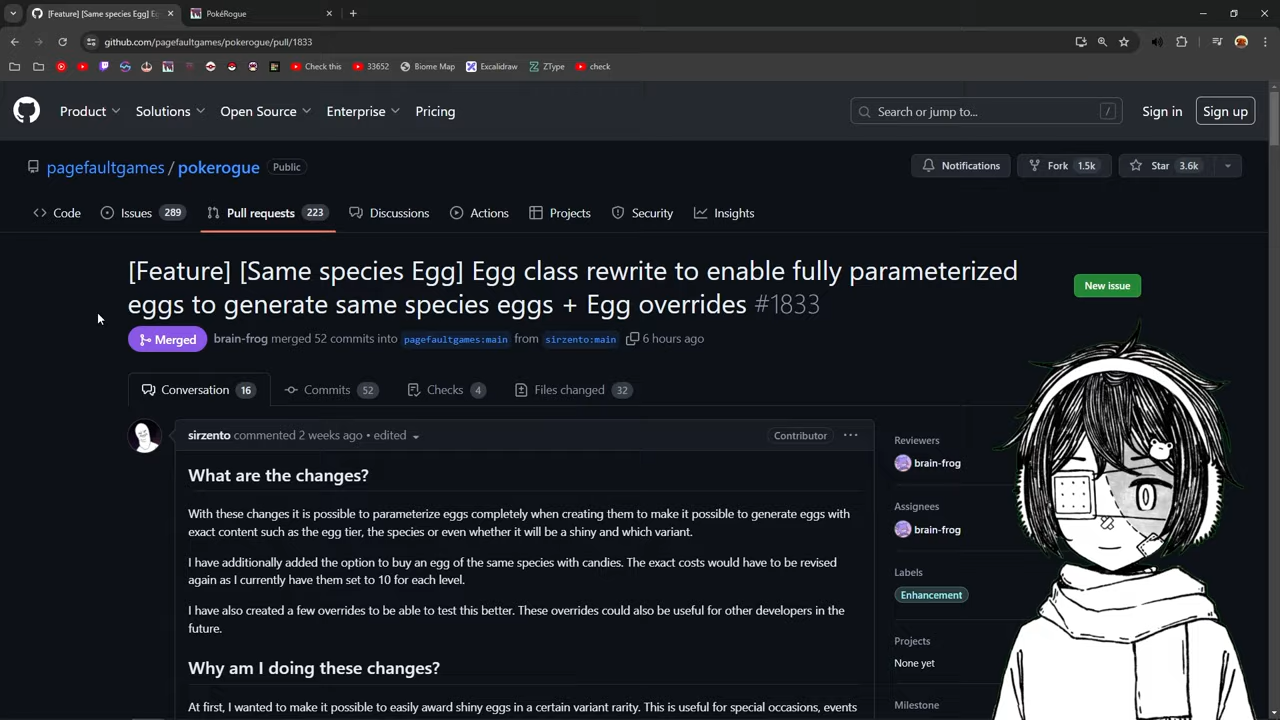 [Feature] [Same species Egg] Eg
PokéRogue
github.com/pagefaultgames/pokerogue/pull/1833
Check this
33652
Biome Map
Excalidraw
ZType
check
Product
Solutions
Open Source
Enterprise
Pricing
Search or jump to...
/
Sign in
Sign up
pagefaultgames / pokerogue Public
Notifications
Fork 1.5k
Star 3.6k
Code
Issues 289
Pull requests 223
Discussions
Actions
Projects
Security
Insights
[Feature] [Same species Egg] Egg class rewrite to enable fully parameterized
eggs to generate same species eggs + Egg overrides #1833
New issue
Merged
brain-frog merged 52 commits into pagefaultgames:main from sirzento:main 6 hours ago
Conversation 16
Commits 52
Checks 4
Files changed 32
sirzento commented 2 weeks ago • edited
Contributor
What are the changes?
With these changes it is possible to parametrize eggs completely when creating them to make it possible to generate eggs with
exact content such as the egg tier, the species or even whether it will be a shiny and which variant.
I have additionally added the option to buy an egg of the same species with candies. The exact costs would have to be revised
again as I currently have them set to 10 for each level.
I have also created a few overrides to be able to test this better. These overrides could also be useful for other developers in the
future.
Why am I doing these changes?
At first, I wanted to make it possible to easily award shiny eggs in a certain variant rarity. This is useful for special occasions, events
Reviewers
brain-frog
Assignees
brain-frog
Labels
Enhancement
Projects
None yet
Milestone